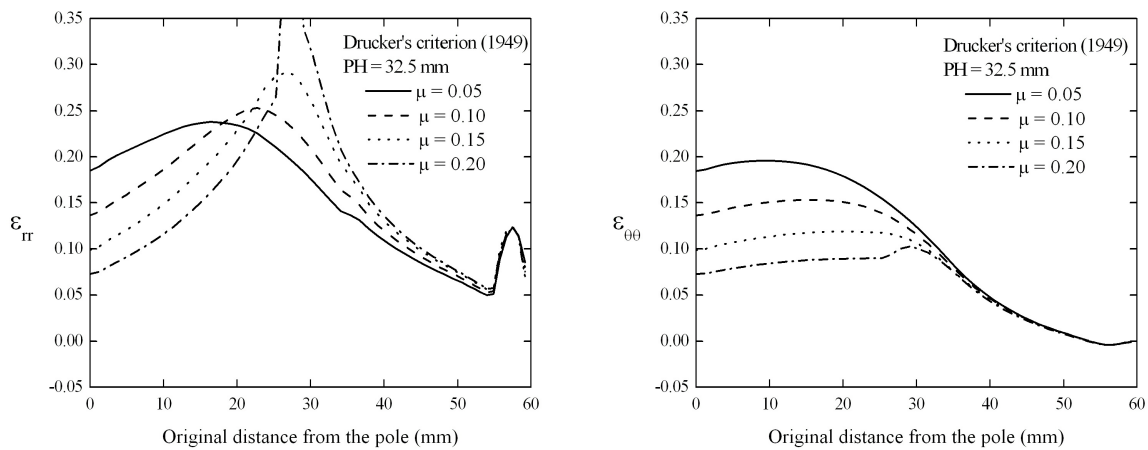 0.35
0.30
0.25
0.20
0.15
0.10
0.05
0.00
-0.05
εrr
Drucker's criterion (1949)
PH = 32.5 mm
μ = 0.05
μ = 0.10
μ = 0.15
μ = 0.20
0 10 20 30 40 50 60
Original distance from the pole (mm)
0.35
0.30
0.25
0.20
0.15
0.10
0.05
0.00
-0.05
εθθ
Drucker's criterion (1949)
PH = 32.5 mm
μ = 0.05
μ = 0.10
μ = 0.15
μ = 0.20
0 10 20 30 40 50 60
Original distance from the pole (mm)